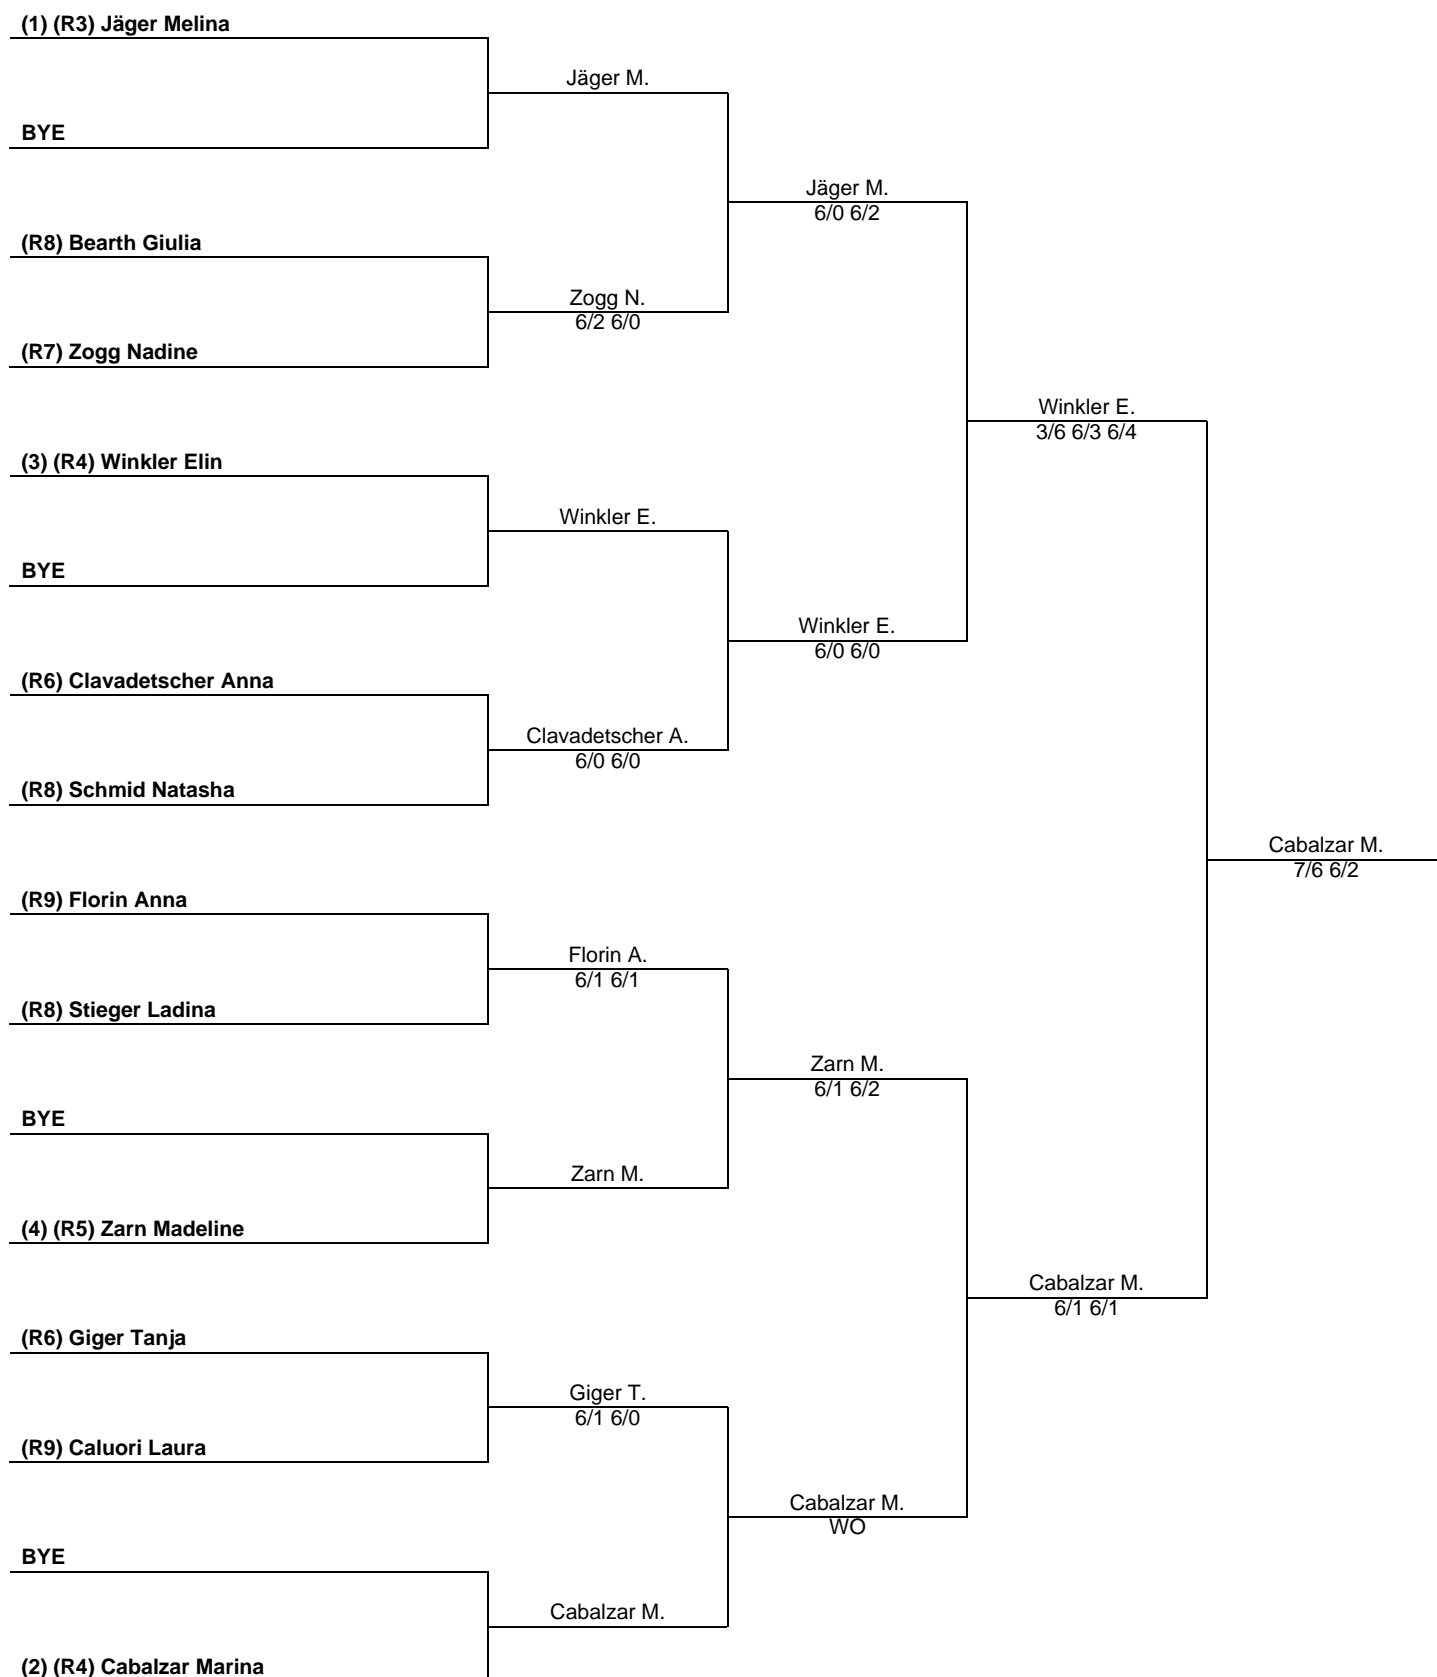 (1) (R3) Jäger Melina
Jäger M.
BYE
Jäger M.
6/0 6/2
(R8) Bearth Giulia
Zogg N.
6/2 6/0
(R7) Zogg Nadine
Winkler E.
3/6 6/3 6/4
(3) (R4) Winkler Elin
Winkler E.
BYE
Winkler E.
6/0 6/0
(R6) Clavadetscher Anna
Clavadetscher A.
6/0 6/0
(R8) Schmid Natasha
Cabalzar M.
7/6 6/2
(R9) Florin Anna
Florin A.
6/1 6/1
(R8) Stieger Ladina
Zarn M.
6/1 6/2
BYE
Zarn M.
(4) (R5) Zarn Madeline
Cabalzar M.
6/1 6/1
(R6) Giger Tanja
Giger T.
6/1 6/0
(R9) Caluori Laura
Cabalzar M.
WO
BYE
Cabalzar M.
(2) (R4) Cabalzar Marina